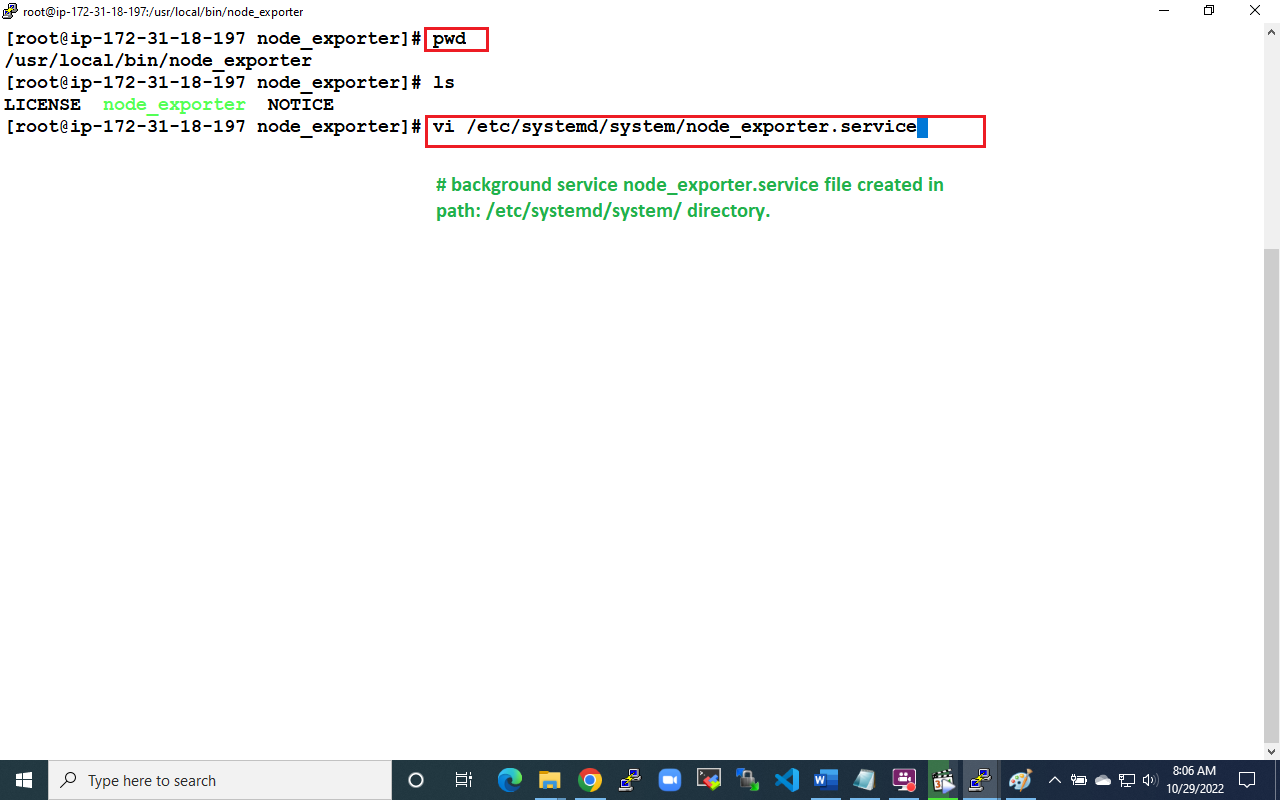 root@ip-172-31-18-197:/usr/local/bin/node_exporter
[root@ip-172-31-18-197 node_exporter]# pwd
/usr/local/bin/node_exporter
[root@ip-172-31-18-197 node_exporter]# ls
LICENSE  node_exporter  NOTICE
[root@ip-172-31-18-197 node_exporter]# vi /etc/systemd/system/node_exporter.service
# background service node_exporter.service file created in
path: /etc/systemd/system/ directory.
Type here to search
8:06 AM
10/29/2022